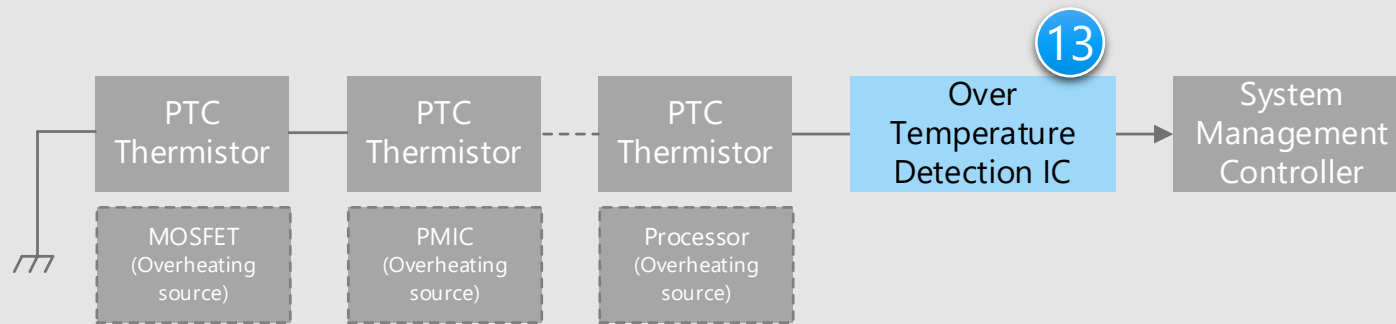 13
PTC
Thermistor
PTC
Thermistor
PTC
Thermistor
Over
Temperature
Detection IC
System
Management
Controller
MOSFET
(Overheating
source)
PMIC
(Overheating
source)
Processor
(Overheating
source)